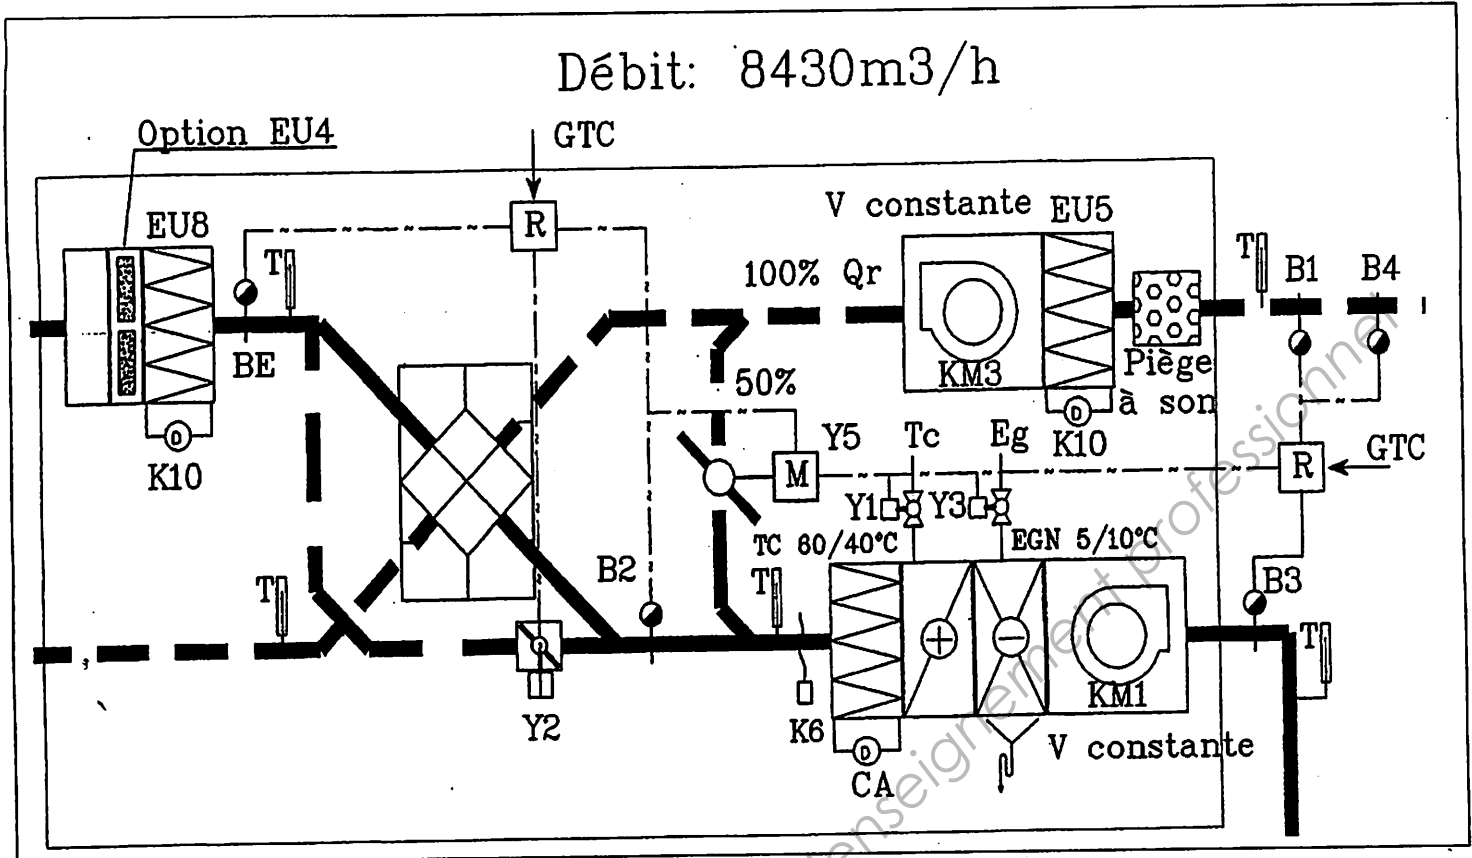 Débit: 8430m3/h
Option EU4
GTC
EU8
R
V constante
EU5
T
T
B1
B4
100% Qr
BE
KM3
Piège
à son
50%
D
K10
D
K10
Y5
Tc
Eg
M
R
GTC
Y1
Y3
TC 60/40°C
EGN 5/10°C
B2
T
T
B3
T
+
−
KM1
Y2
K6
D
CA
V constante
enseignement professionnel